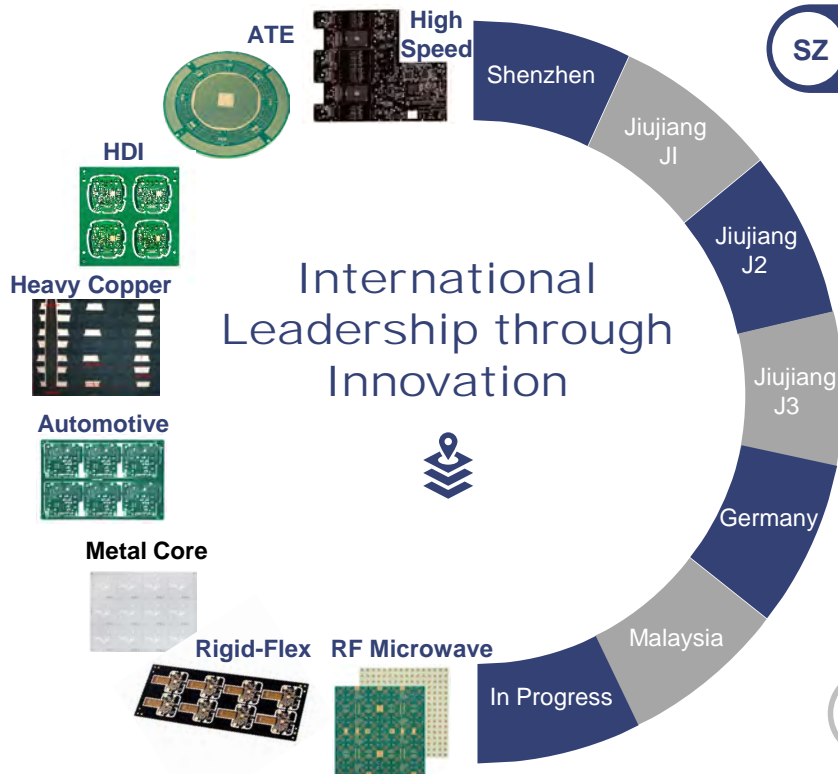 ATE
High
Speed
HDI
Heavy Copper
Automotive
Metal Core
Rigid-Flex
RF Microwave
International
Leadership through
Innovation
Shenzhen
Jiujiang
JI
Jiujiang
J2
Jiujiang
J3
Germany
Malaysia
In Progress
SZ